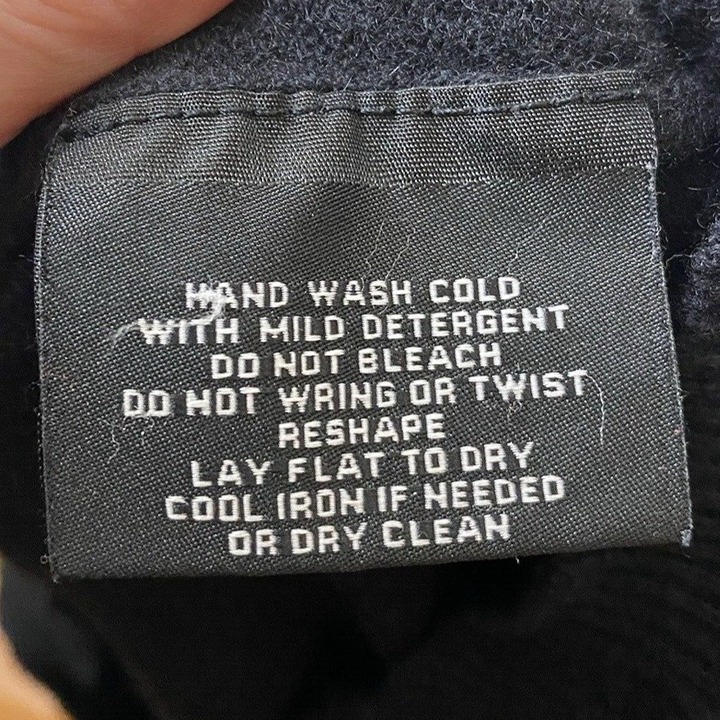 HAND WASH COLD
WITH MILD DETERGENT
DO NOT BLEACH
DO NOT WRING OR TWIST
RESHAPE
LAY FLAT TO DRY
COOL IRON IF NEEDED
OR DRY CLEAN